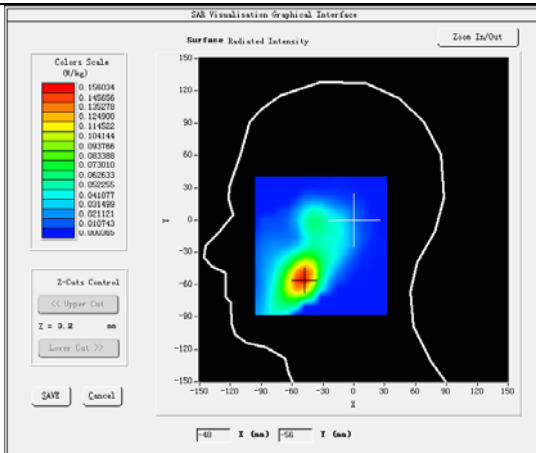 SAR Visualisation Graphical Interface
Surface Radiated Intensity
Zoom In/Out
Colors Scale
(W/kg)
0.156034
0.145656
0.135278
0.124900
0.114522
0.104144
0.093766
0.083388
0.073010
0.062633
0.052255
0.041877
0.031499
0.021121
0.010743
0.000365
Z-Cuts Control
<< Upper Cut
Z = 0.2 mm
Lower Cut >>
SAVE Cancel
150
120
90
60
30
0
-30
-60
-90
-120
-150
Y
-150 -120 -90 -60 -30 0 30 60 90 120 150
X
-48 X (mm) -56 Y (mm)